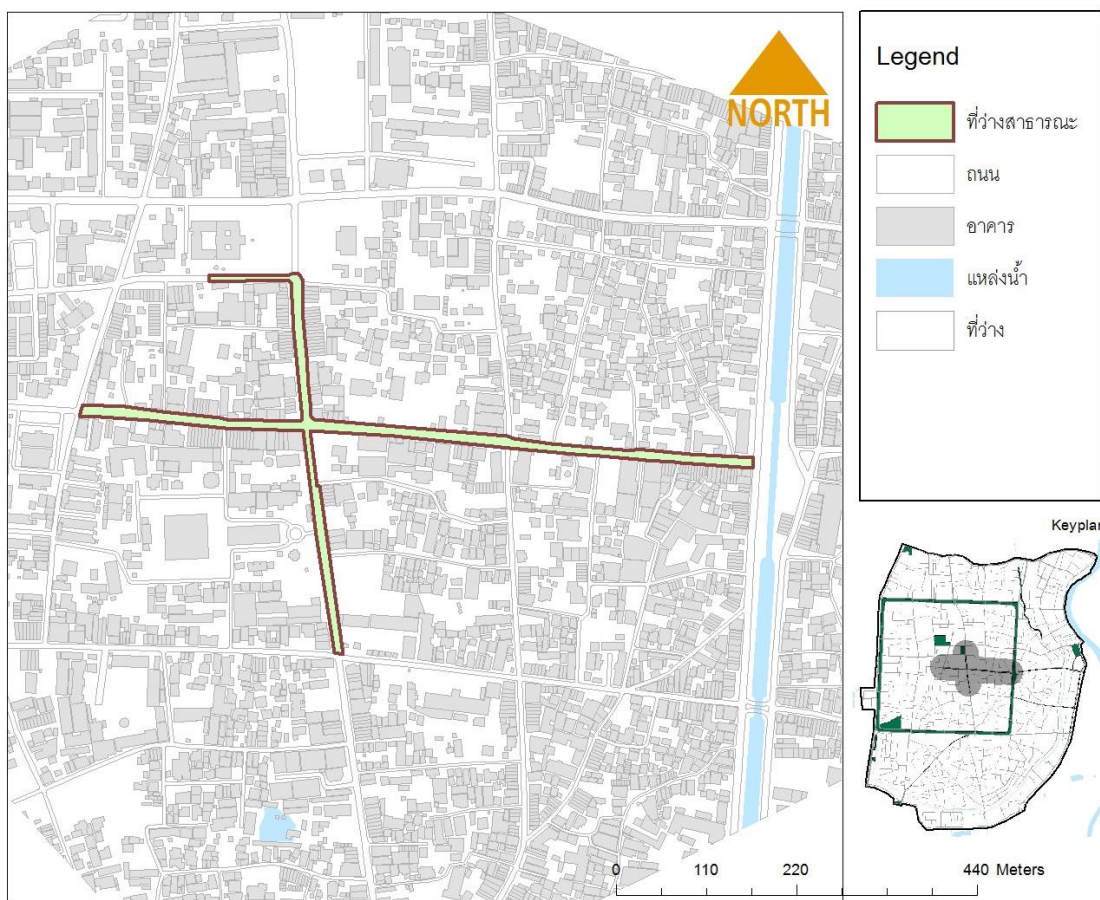 NORTH
Legend
ที่ว่างสาธารณะ
ถนน
อาคาร
แหล่งน้ำ
ที่ว่าง
Keyplan
0 110 220 440 Meters